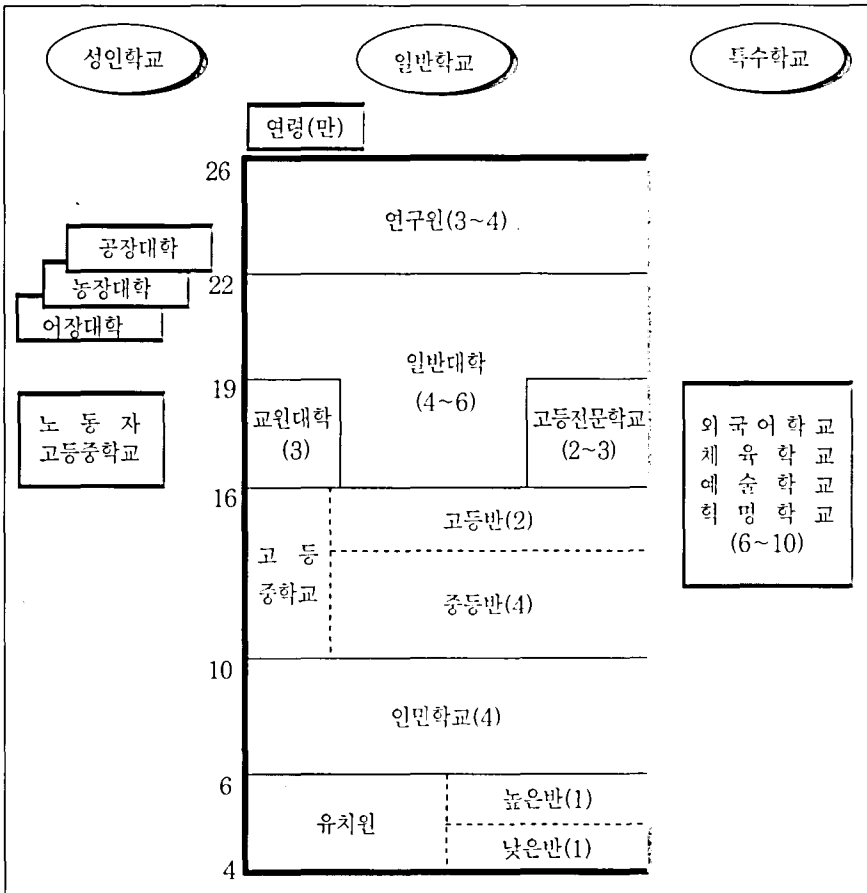 성인학교
일반학교
특수학교
연령(만)
26
연구원(3~4)
공장대학
농장대학
어장대학
22
일반대학
(4~6)
19
교원대학
(3)
고등전문학교
(2~3)
노 동 자
고등중학교
외국어학교
체 육 학 교
예 술 학 교
혁 명 학 교
(6~10)
16
고등반(2)
고 등
중학교
중등반(4)
10
인민학교(4)
6
유치원
높은반(1)
낮은반(1)
4